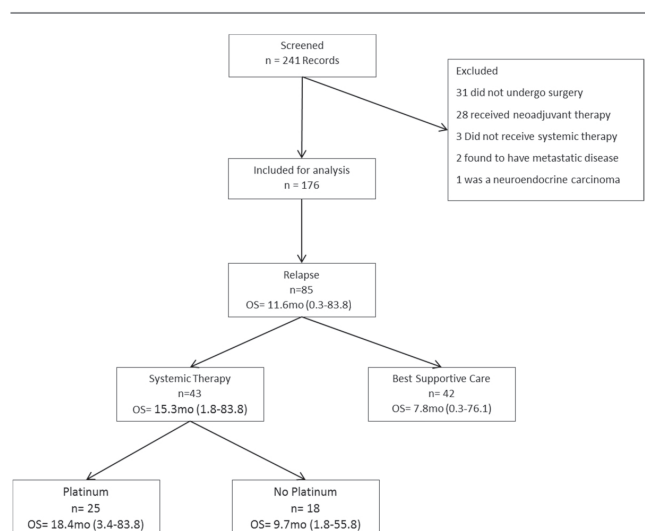 Screened
n = 241 Records
Excluded
31 did not undergo surgery
28 received neoadjuvant therapy
3 Did not receive systemic therapy
2 found to have metastatic disease
1 was a neuroendocrine carcinoma
Included for analysis
n = 176
Relapse
n=85
OS= 11.6mo (0.3-83.8)
Systemic Therapy
n=43
OS= 15.3mo (1.8-83.8)
Best Supportive Care
n= 42
OS= 7.8mo (0.3-76.1)
Platinum
n= 25
OS= 18.4mo (3.4-83.8)
No Platinum
n= 18
OS= 9.7mo (1.8-55.8)